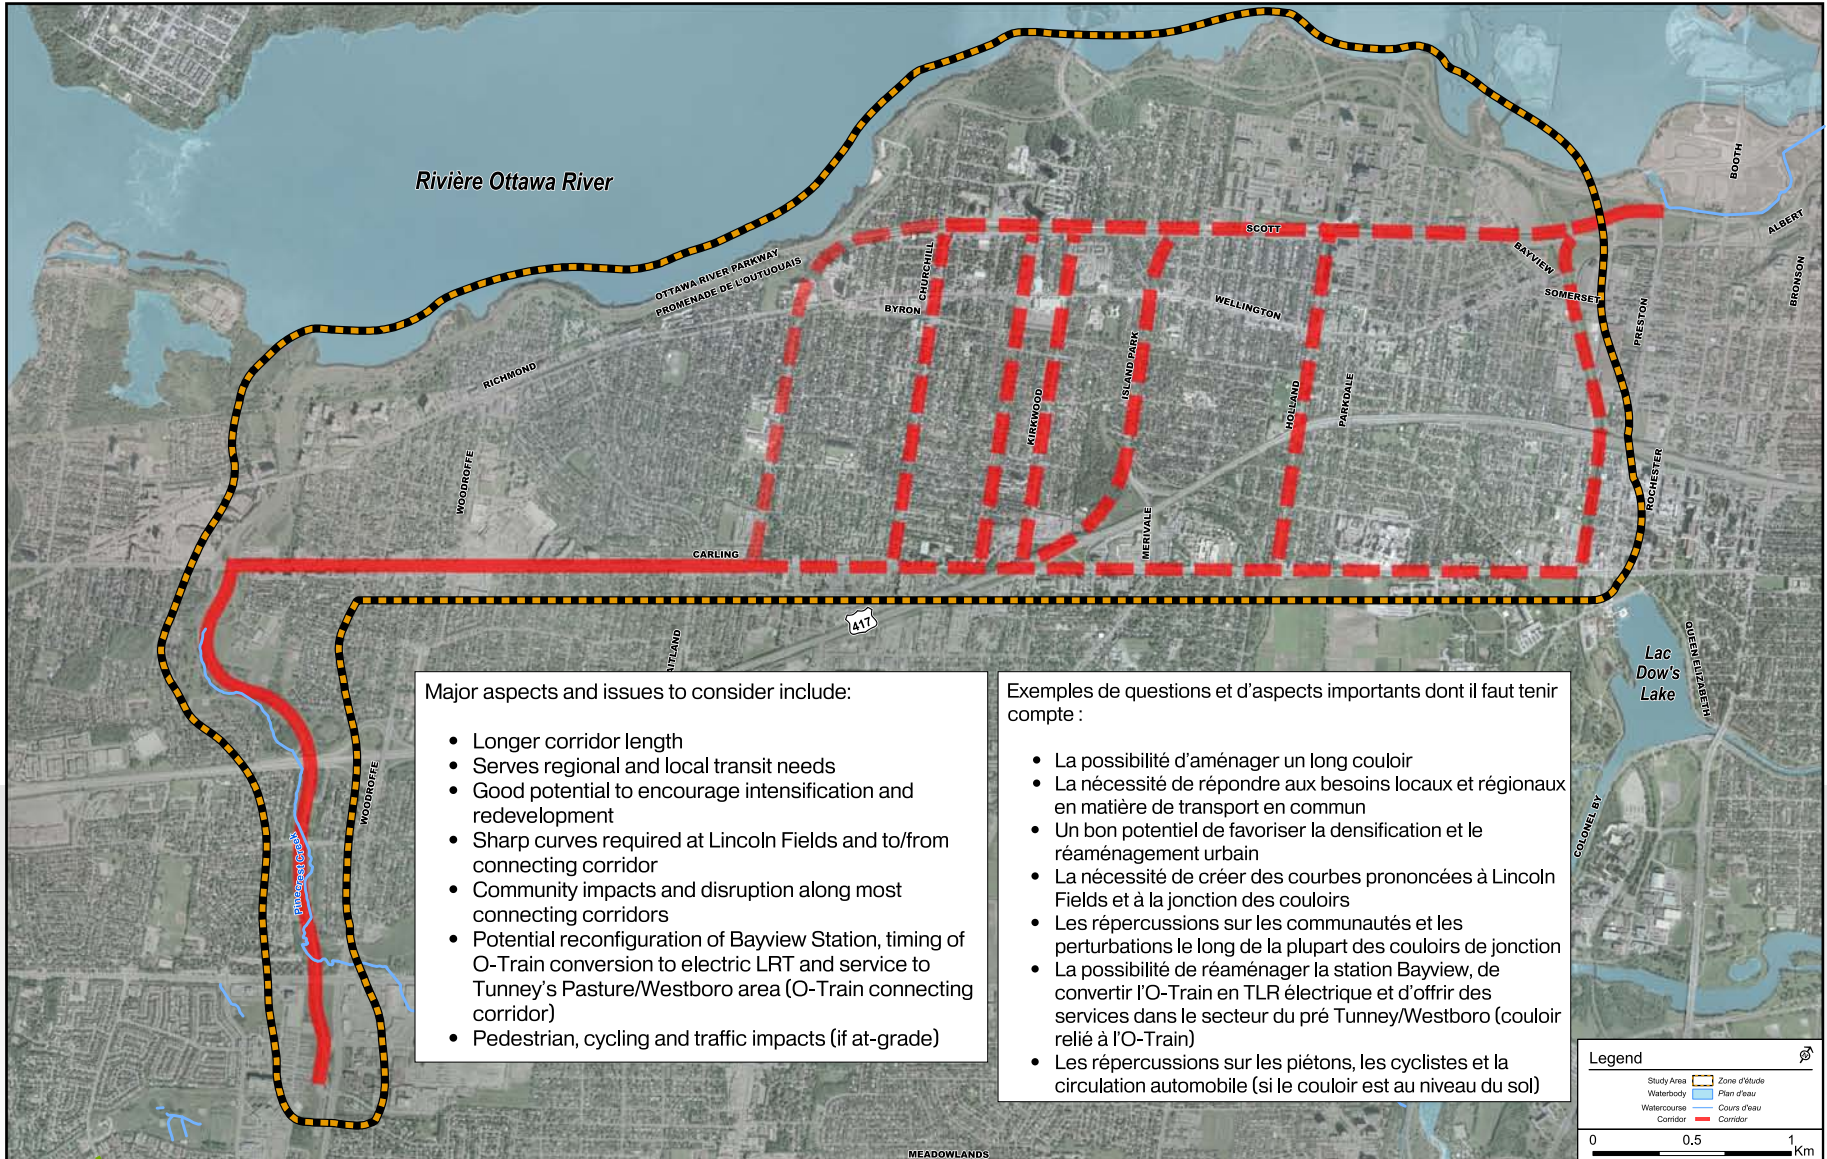 Rivière Ottawa River
BOOTH
ALBERT
BRONSON
SCOTT
BAYVIEW
SOMERSET
PRESTON
OTTAWA RIVER PARKWAY
PROMENADE DE L'OUTUOUAIS
CHURCHILL
BYRON
WELLINGTON
RICHMOND
ISLAND PARK
KIRKWOOD
HOLLAND
PARKDALE
WOODROFFE
ROCHESTER
MERIVALE
CARLING
417
AITLAND
QUEEN ELIZABETH
Lac
Dow's
Lake
COLONEL BY
WOODROFFE
Pinecrest Creek
MEADOWLANDS
Major aspects and issues to consider include:
• Longer corridor length
• Serves regional and local transit needs
• Good potential to encourage intensification and
redevelopment
• Sharp curves required at Lincoln Fields and to/from
connecting corridor
• Community impacts and disruption along most
connecting corridors
• Potential reconfiguration of Bayview Station, timing of
O-Train conversion to electric LRT and service to
Tunney's Pasture/Westboro area (O-Train connecting
corridor)
• Pedestrian, cycling and traffic impacts (if at-grade)
Exemples de questions et d'aspects importants dont il faut tenir
compte :
• La possibilité d'aménager un long couloir
• La nécessité de répondre aux besoins locaux et régionaux
en matière de transport en commun
• Un bon potentiel de favoriser la densification et le
réaménagement urbain
• La nécessité de créer des courbes prononcées à Lincoln
Fields et à la jonction des couloirs
• Les répercussions sur les communautés et les
perturbations le long de la plupart des couloirs de jonction
• La possibilité de réaménager la station Bayview, de
convertir l'O-Train en TLR électrique et d'offrir des
services dans le secteur du pré Tunney/Westboro (couloir
relié à l'O-Train)
• Les répercussions sur les piétons, les cyclistes et la
circulation automobile (si le couloir est au niveau du sol)
Legend
Study Area Zone d'étude
Waterbody Plan d'eau
Watercourse Cours d'eau
Corridor Corridor
0 0.5 1
Km